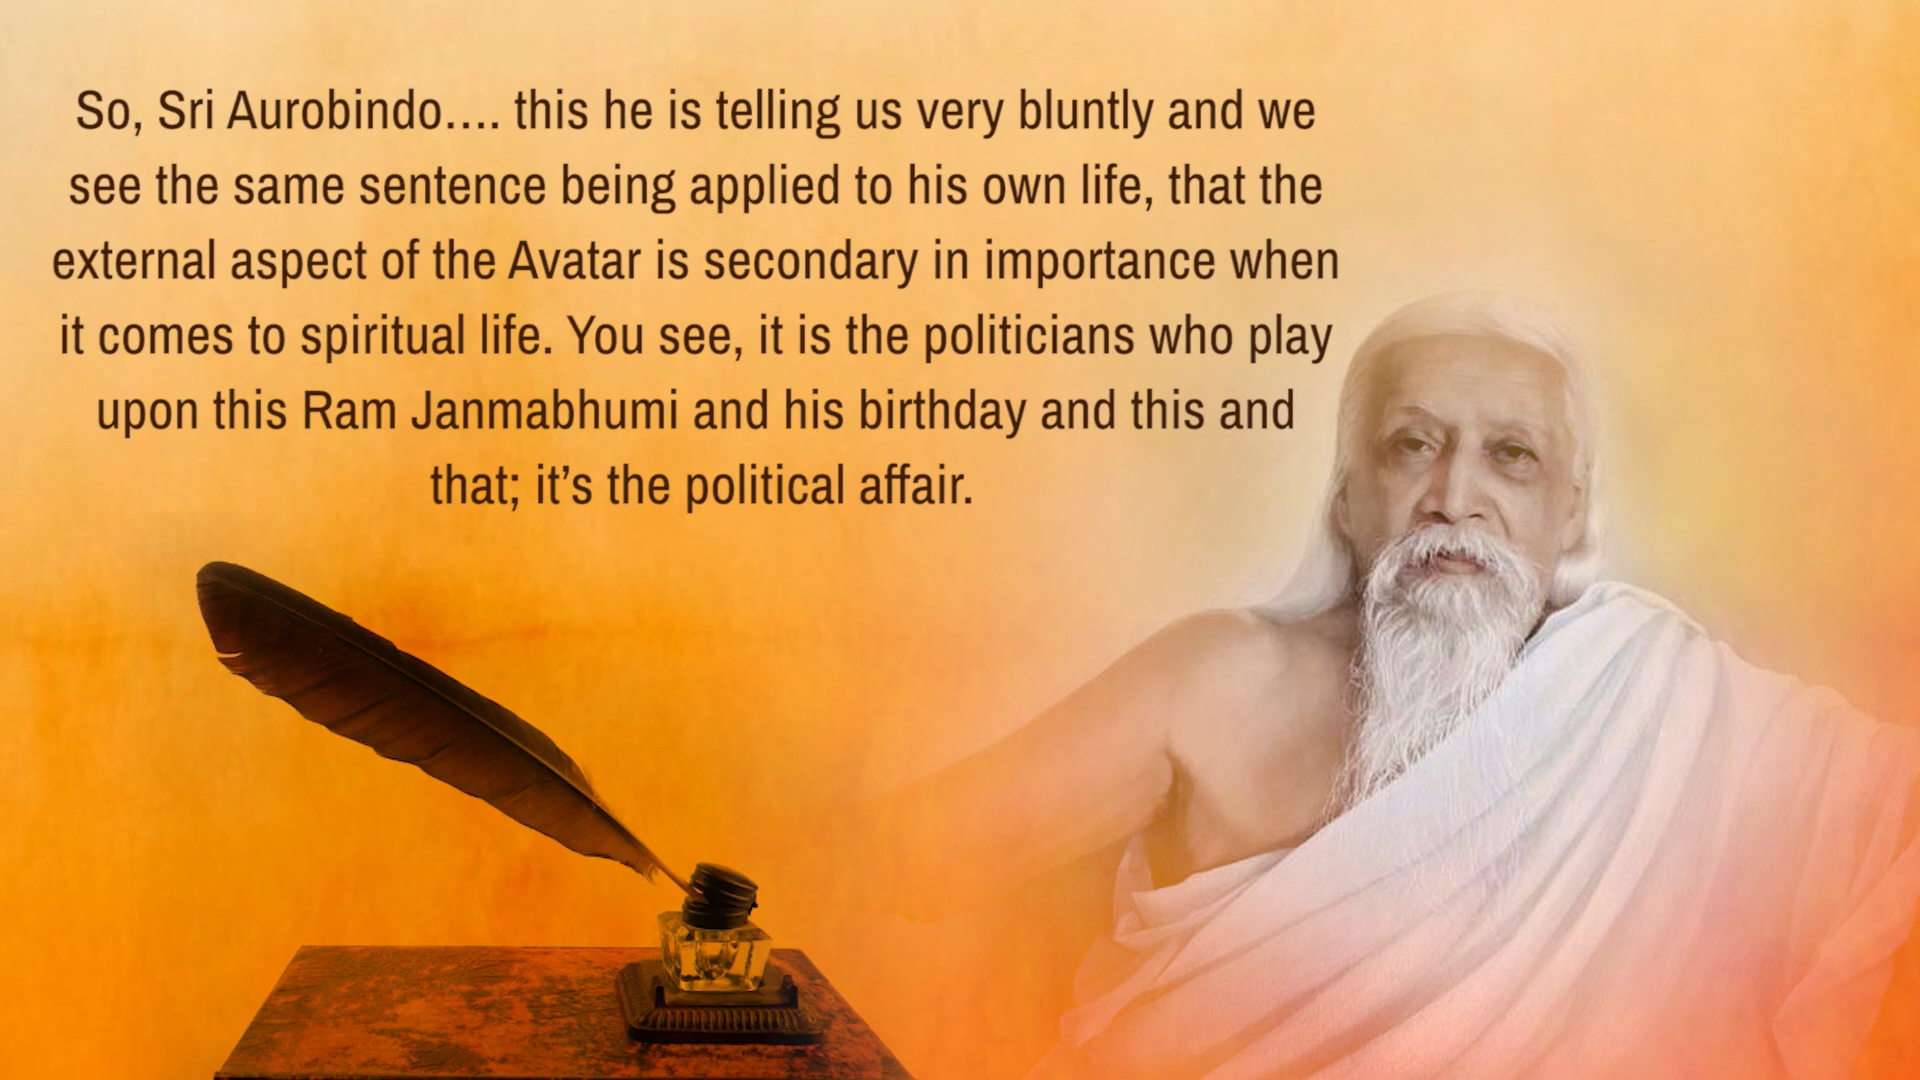 So, Sri Aurobindo…. this he is telling us very bluntly and we
see the same sentence being applied to his own life, that the
external aspect of the Avatar is secondary in importance when
it comes to spiritual life. You see, it is the politicians who play
upon this Ram Janmabhumi and his birthday and this and
that; it’s the political affair.